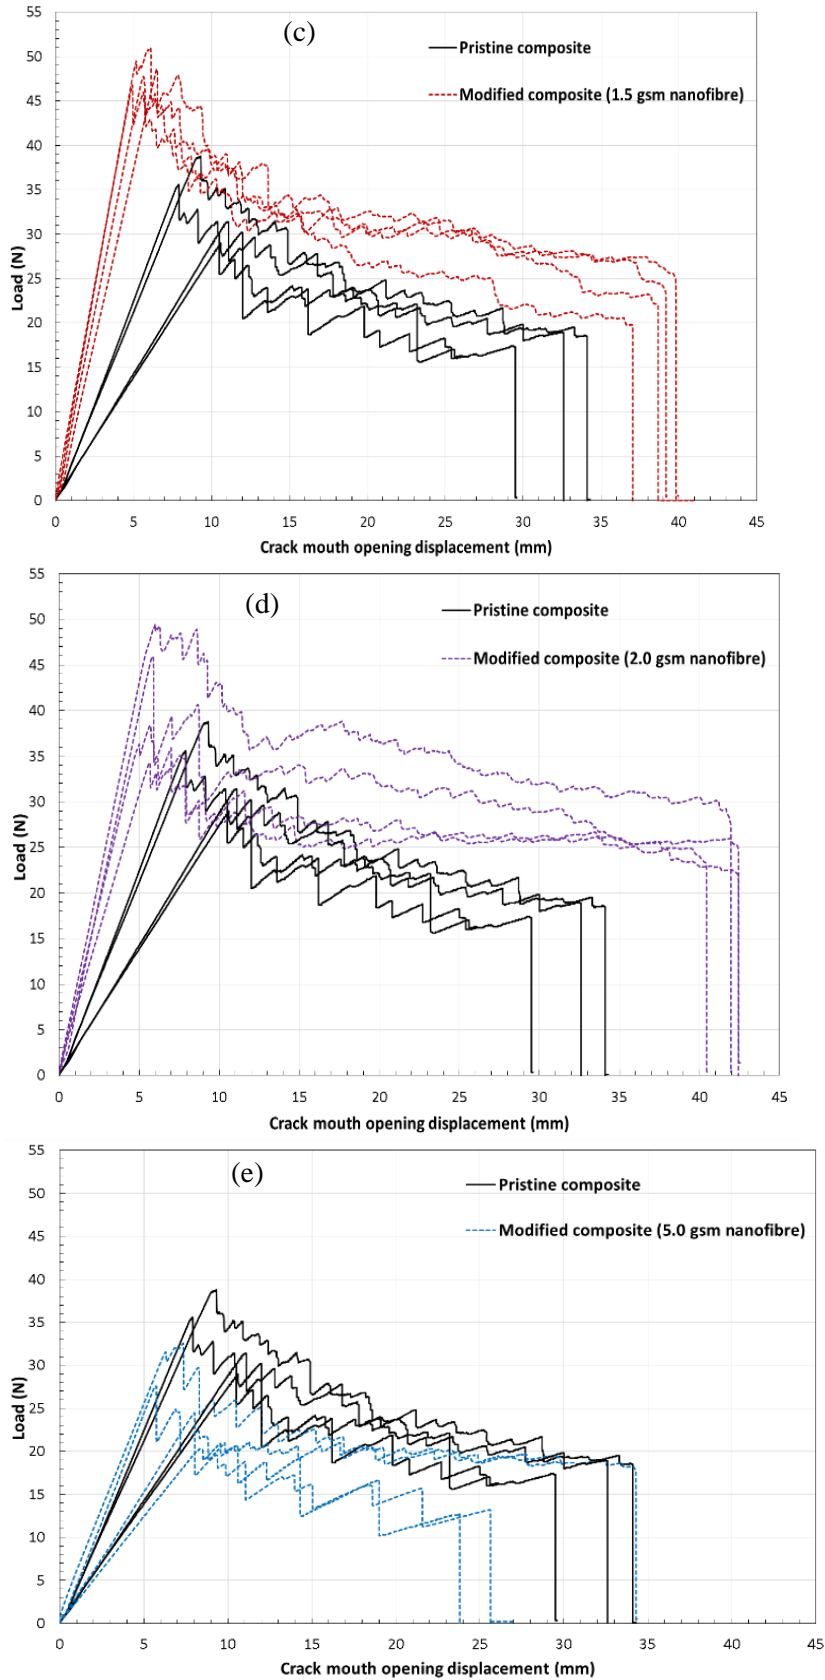 (c)
Pristine composite
Modified composite (1.5 gsm nanofibre)
Load (N)
55
50
45
40
35
30
25
20
15
10
5
0
0 5 10 15 20 25 30 35 40 45
Crack mouth opening displacement (mm)
(d)
Pristine composite
Modified composite (2.0 gsm nanofibre)
Load (N)
55
50
45
40
35
30
25
20
15
10
5
0
0 5 10 15 20 25 30 35 40 45
Crack mouth opening displacement (mm)
(e)
Pristine composite
Modified composite (5.0 gsm nanofibre)
Load (N)
55
50
45
40
35
30
25
20
15
10
5
0
0 5 10 15 20 25 30 35 40 45
Crack mouth opening displacement (mm)